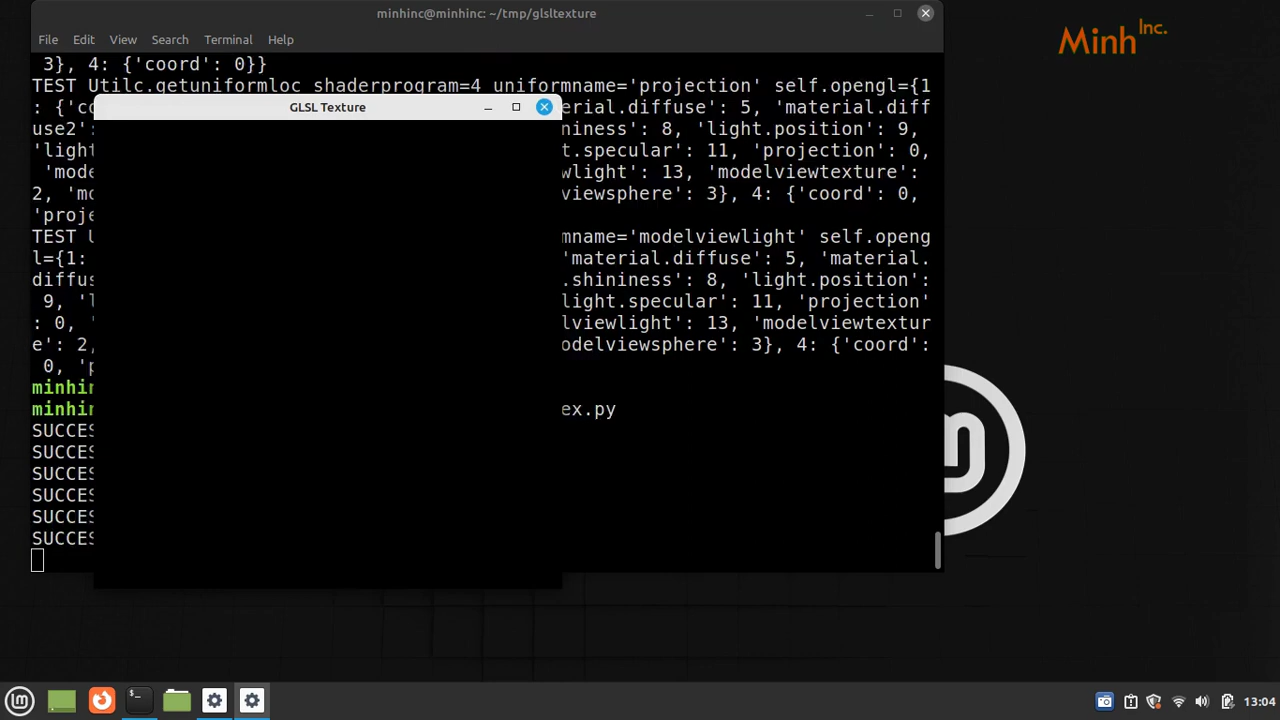 minhinc@minhinc: ~/tmp/glsltexture
Minh Inc.
File Edit View Search Terminal Help
3}, 4: {'coord': 0}}
TEST Utilc.getuniformloc shaderprogram=4 uniformname='projection' self.opengl={1
: {'co
GLSL Texture
aterial.diffuse': 5, 'material.diff
use2':
niness': 8, 'light.position': 9,
'light
t.specular': 11, 'projection': 0,
'mode
wlight': 13, 'modelviewtexture':
2, 'mo
viewsphere': 3}, 4: {'coord': 0,
'proje
TEST U
mname='modelviewlight' self.openg
l={1:
'material.diffuse': 5, 'material.
diffus
.shininess': 8, 'light.position':
9, 'l
light.specular': 11, 'projection'
: 0,
lviewlight': 13, 'modelviewtextur
e': 2,
odelviewsphere': 3}, 4: {'coord':
0, 'p
minhin
minhin
ex.py
SUCCES
SUCCES
SUCCES
SUCCES
SUCCES
SUCCES
13:04